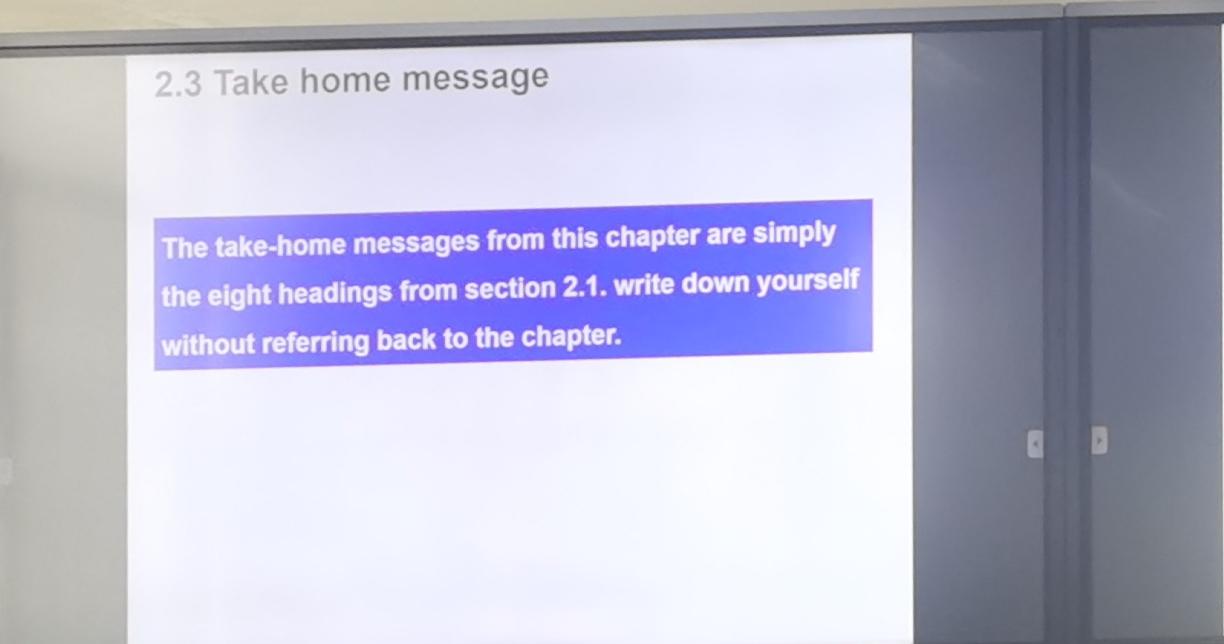 2.3 Take home message
The take-home messages from this chapter are simply
the eight headings from section 2.1. write down yourself
without referring back to the chapter.